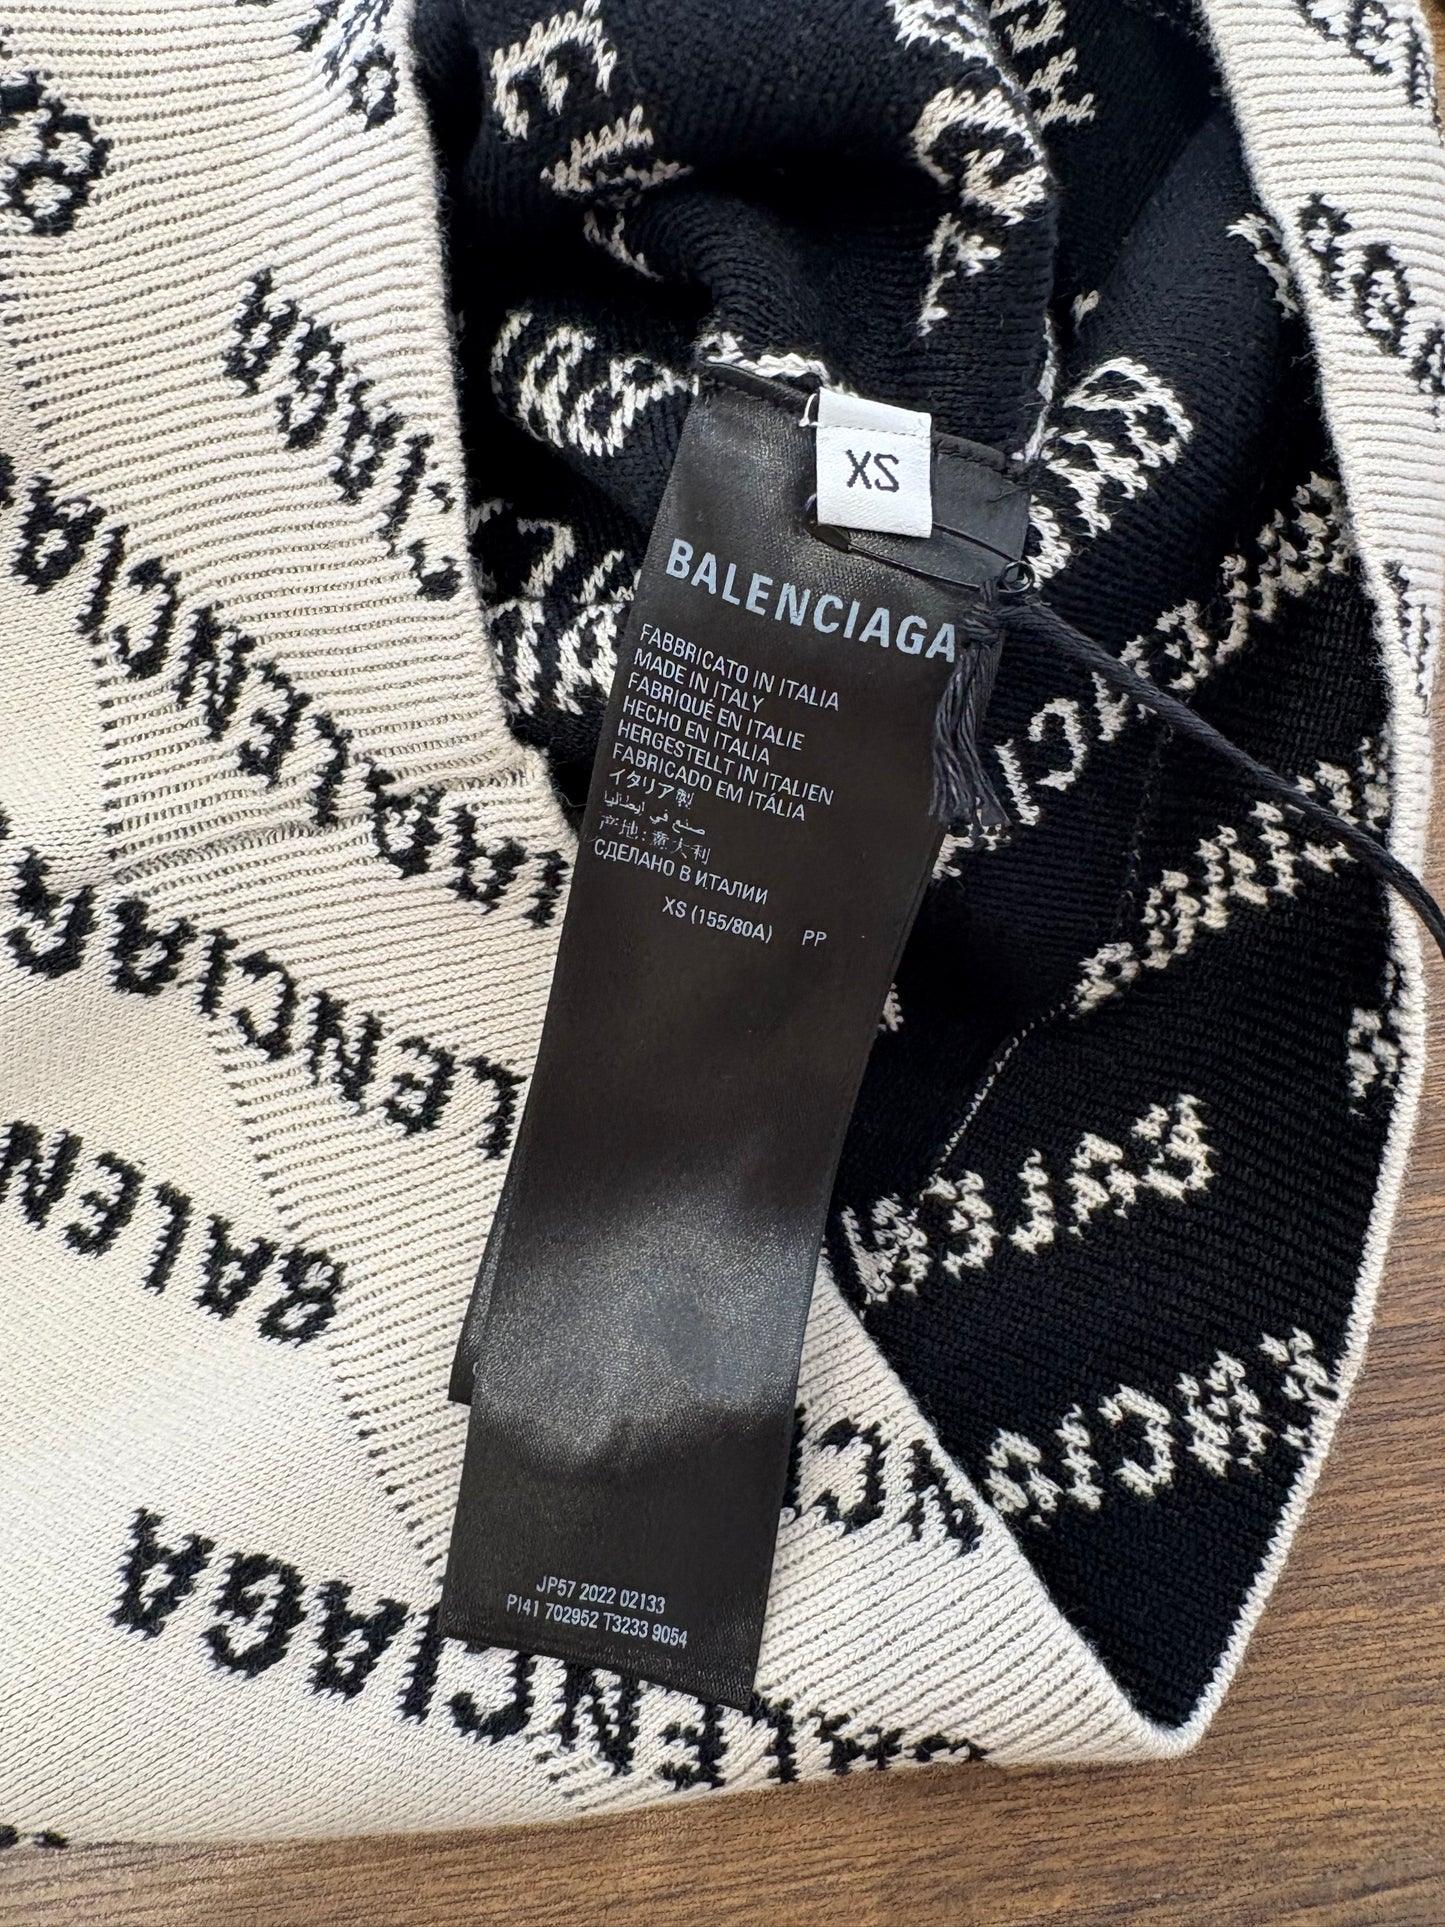 XS
BALENCIAGA
FABBRICATO IN ITALIA
MADE IN ITALY
FABRIQUÉ EN ITALIE
HECHO EN ITALIA
HERGESTELLT IN ITALIEN
FABRICADO EM ITÁLIA
イタリア製
صنع في إيطاليا
产地: 意大利
СДЕЛАНО В ИТАЛИИ
XS (155/80A) PP
JP57 2022 02133
PI41 702952 T3233 9054
BALENCIAGA
BALENCIAGA
BALEN
BALENCIAGA